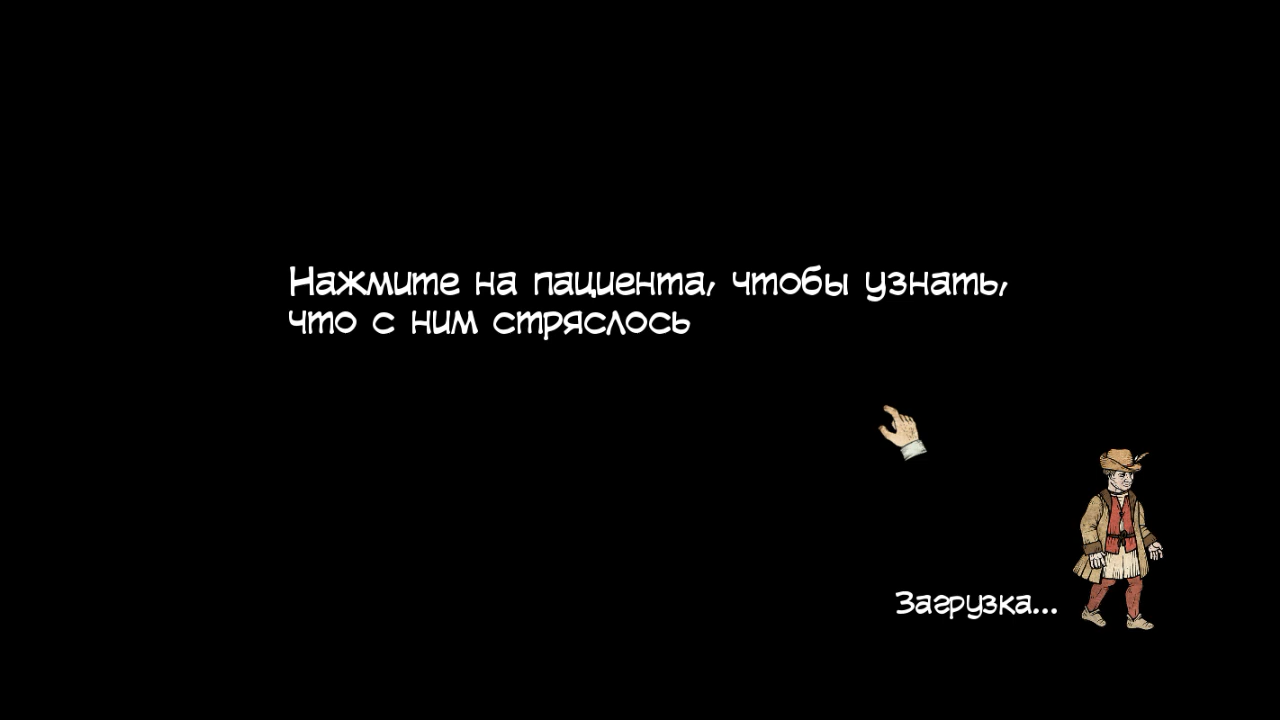 Нажмите на пациента, чтобы узнать,
что с ним стряслось
Загрузка...